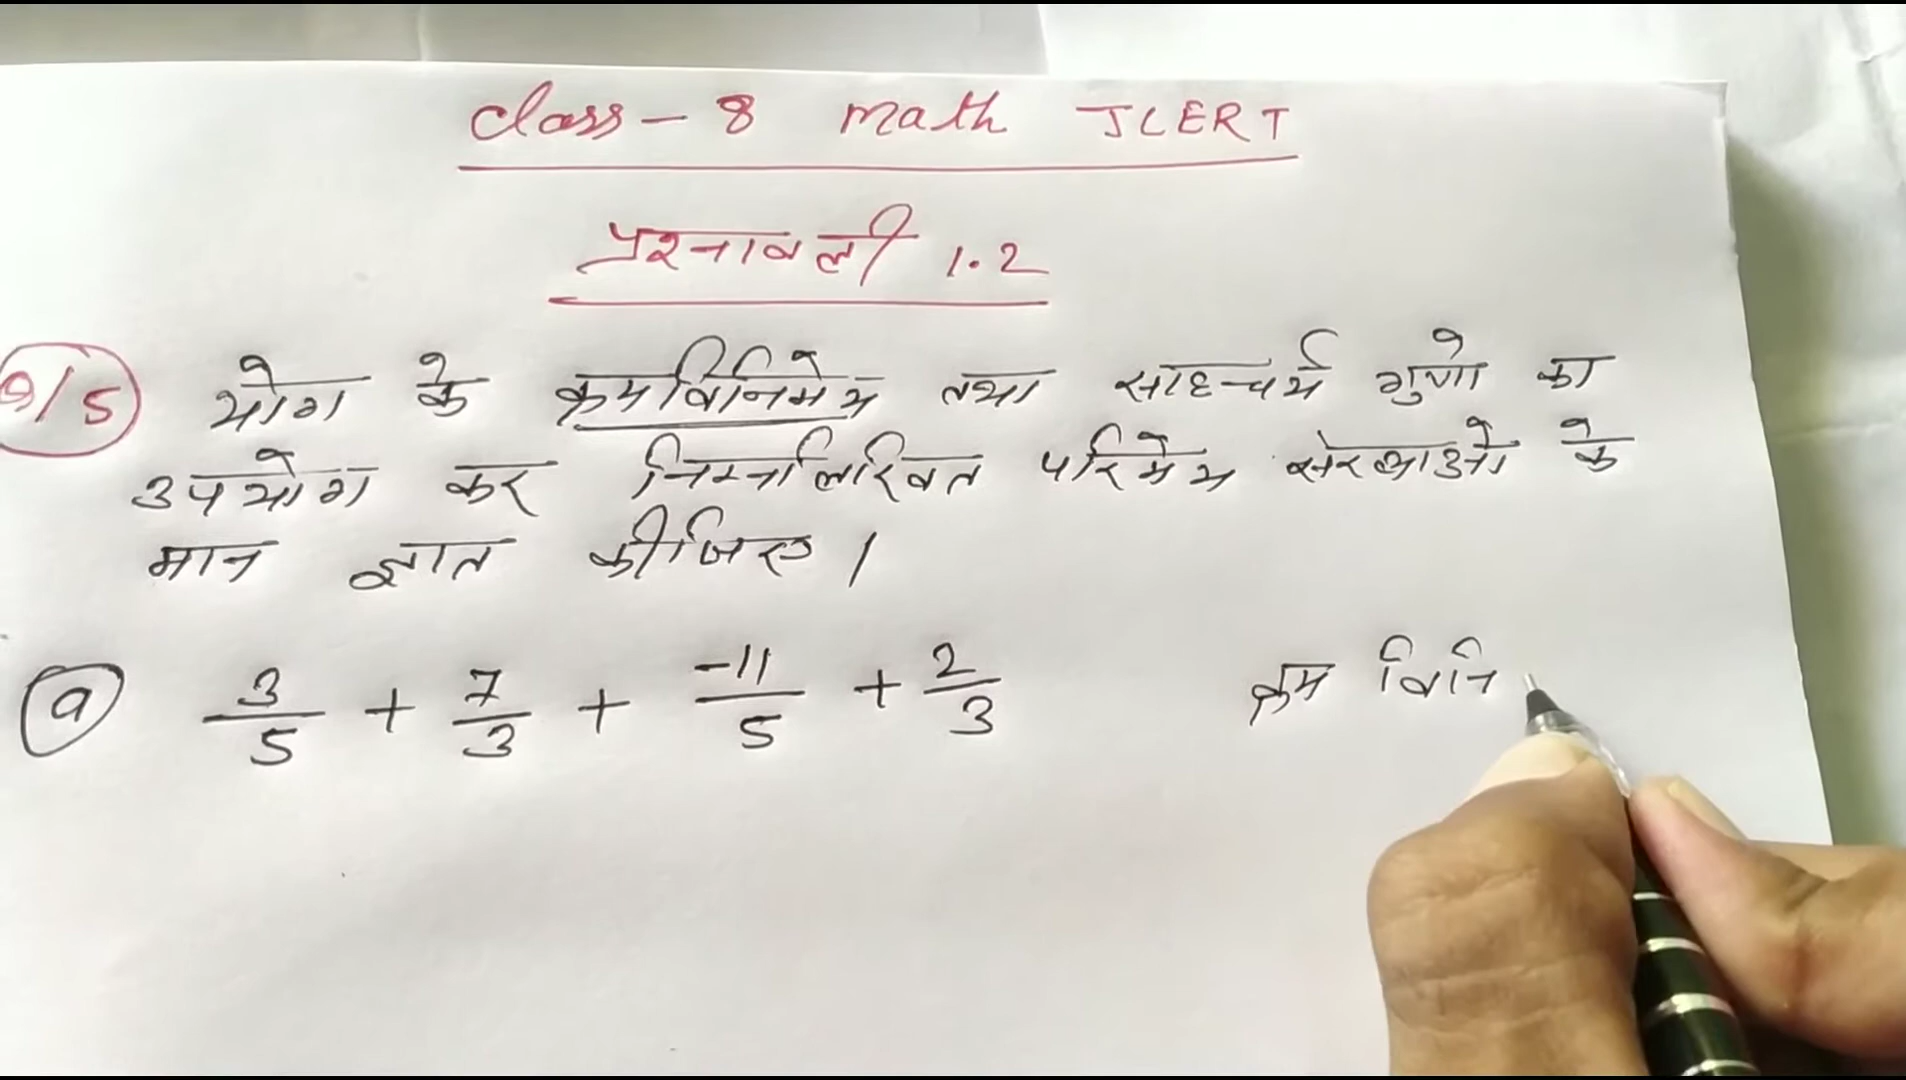 class - 8 math JCERT
प्रश्नावली 1.2
9/5 योग के क्रमविनिमेय तथा साहचर्य गुणो का
उपयोग कर निम्नलिखित परिमेय संख्याओ के
मान ज्ञात कीजिए।
(a) 3/5 + 7/3 + -11/5 + 2/3
क्रम विनि